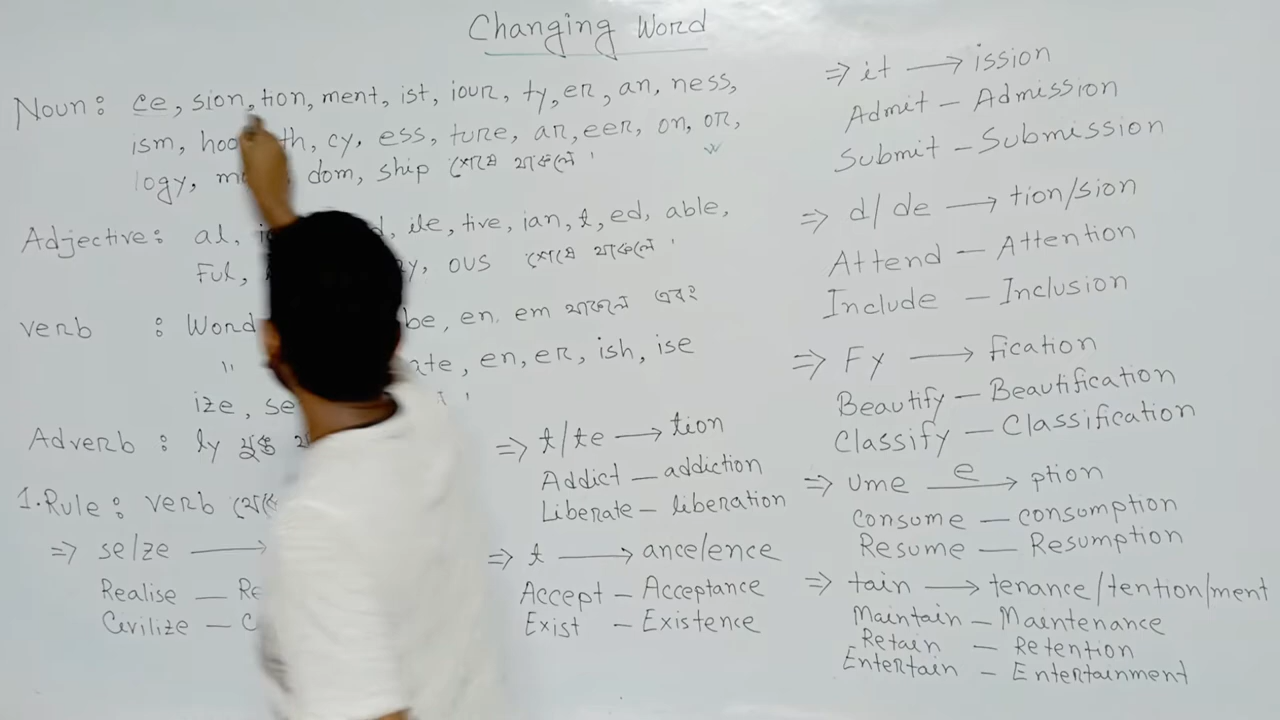 Changing Word
Noun: ce, sion, tion, ment, ist, iour, ty, er, an, ness,
ism, th, cy, ess, ture, ar, eer, on, or,
logy, dom, ship শেষে থাকলে।
Adjective: al, ile, tive, ian, t, ed, able,
Ful, ous শেষে থাকলে।
verb : Word be, en, em থাকলে এবং
" ate, en, er, ish, ise
ize, se
Adverb : ly যুক্ত
1. Rule: verb
⇒ se/ze ⟶
Realise —
Civilize —
⇒ t/te ⟶ tion
Addict — addiction
Liberate — liberation
⇒ t ⟶ ance/ence
Accept — Acceptance
Exist — Existence
⇒ it ⟶ ission
Admit — Admission
Submit — Submission
⇒ d/de ⟶ tion/sion
Attend — Attention
Include — Inclusion
⇒ Fy ⟶ fication
Beautify — Beautification
Classify — Classification
⇒ ume e⟶ ption
Consume — consumption
Resume — Resumption
⇒ tain ⟶ tenance/tention/ment
Maintain — Maintenance
Retain — Retention
Entertain — Entertainment